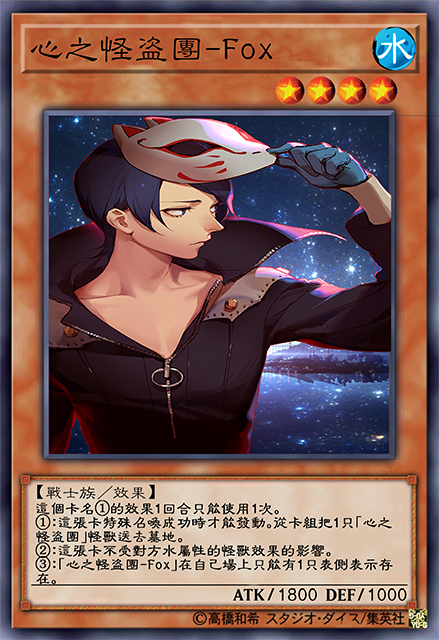 心之怪盜團-Fox
水
【戰士族／效果】
這個卡名①的效果1回合只能使用1次。
①:這張卡特殊召喚成功時才能發動。從卡組把1只「心之
怪盜團」怪獸送去墓地。
②:這張卡不受對方水屬性的怪獸效果的影響。
③:「心之怪盜團-Fox」在自己場上只能有1只表側表示存
在。
ATK/1800 DEF/1000
©高橋和希 スタジオ・ダイス/集英社